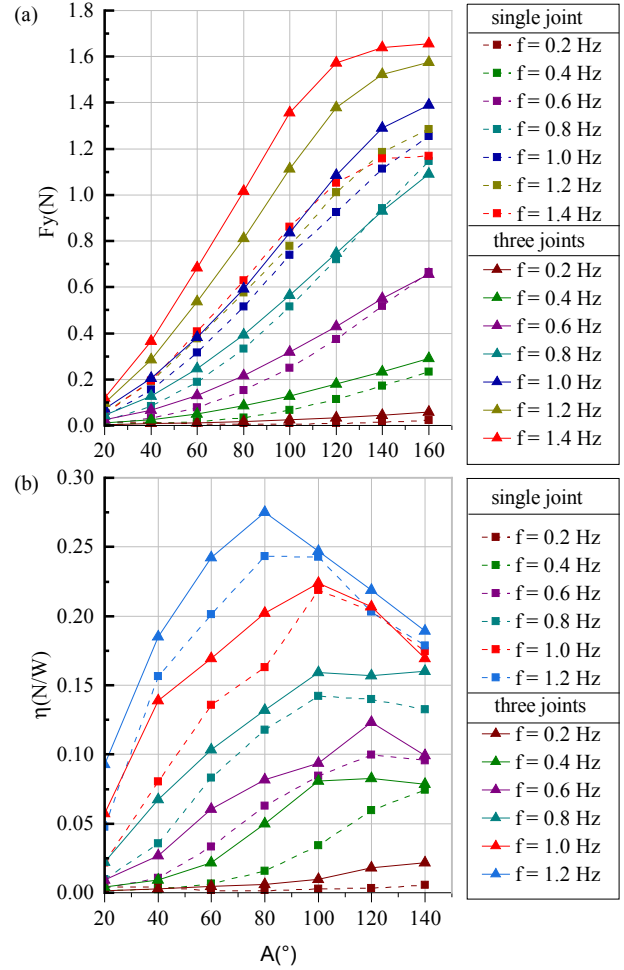 (a)
Fy(N)
1.8
1.6
1.4
1.2
1.0
0.8
0.6
0.4
0.2
0.0
20 40 60 80 100 120 140 160
single joint
f = 0.2 Hz
f = 0.4 Hz
f = 0.6 Hz
f = 0.8 Hz
f = 1.0 Hz
f = 1.2 Hz
f = 1.4 Hz
three joints
f = 0.2 Hz
f = 0.4 Hz
f = 0.6 Hz
f = 0.8 Hz
f = 1.0 Hz
f = 1.2 Hz
f = 1.4 Hz
(b)
η(N/W)
0.30
0.25
0.20
0.15
0.10
0.05
0.00
20 40 60 80 100 120 140
A(°)
single joint
f = 0.2 Hz
f = 0.4 Hz
f = 0.6 Hz
f = 0.8 Hz
f = 1.0 Hz
f = 1.2 Hz
three joints
f = 0.2 Hz
f = 0.4 Hz
f = 0.6 Hz
f = 0.8 Hz
f = 1.0 Hz
f = 1.2 Hz